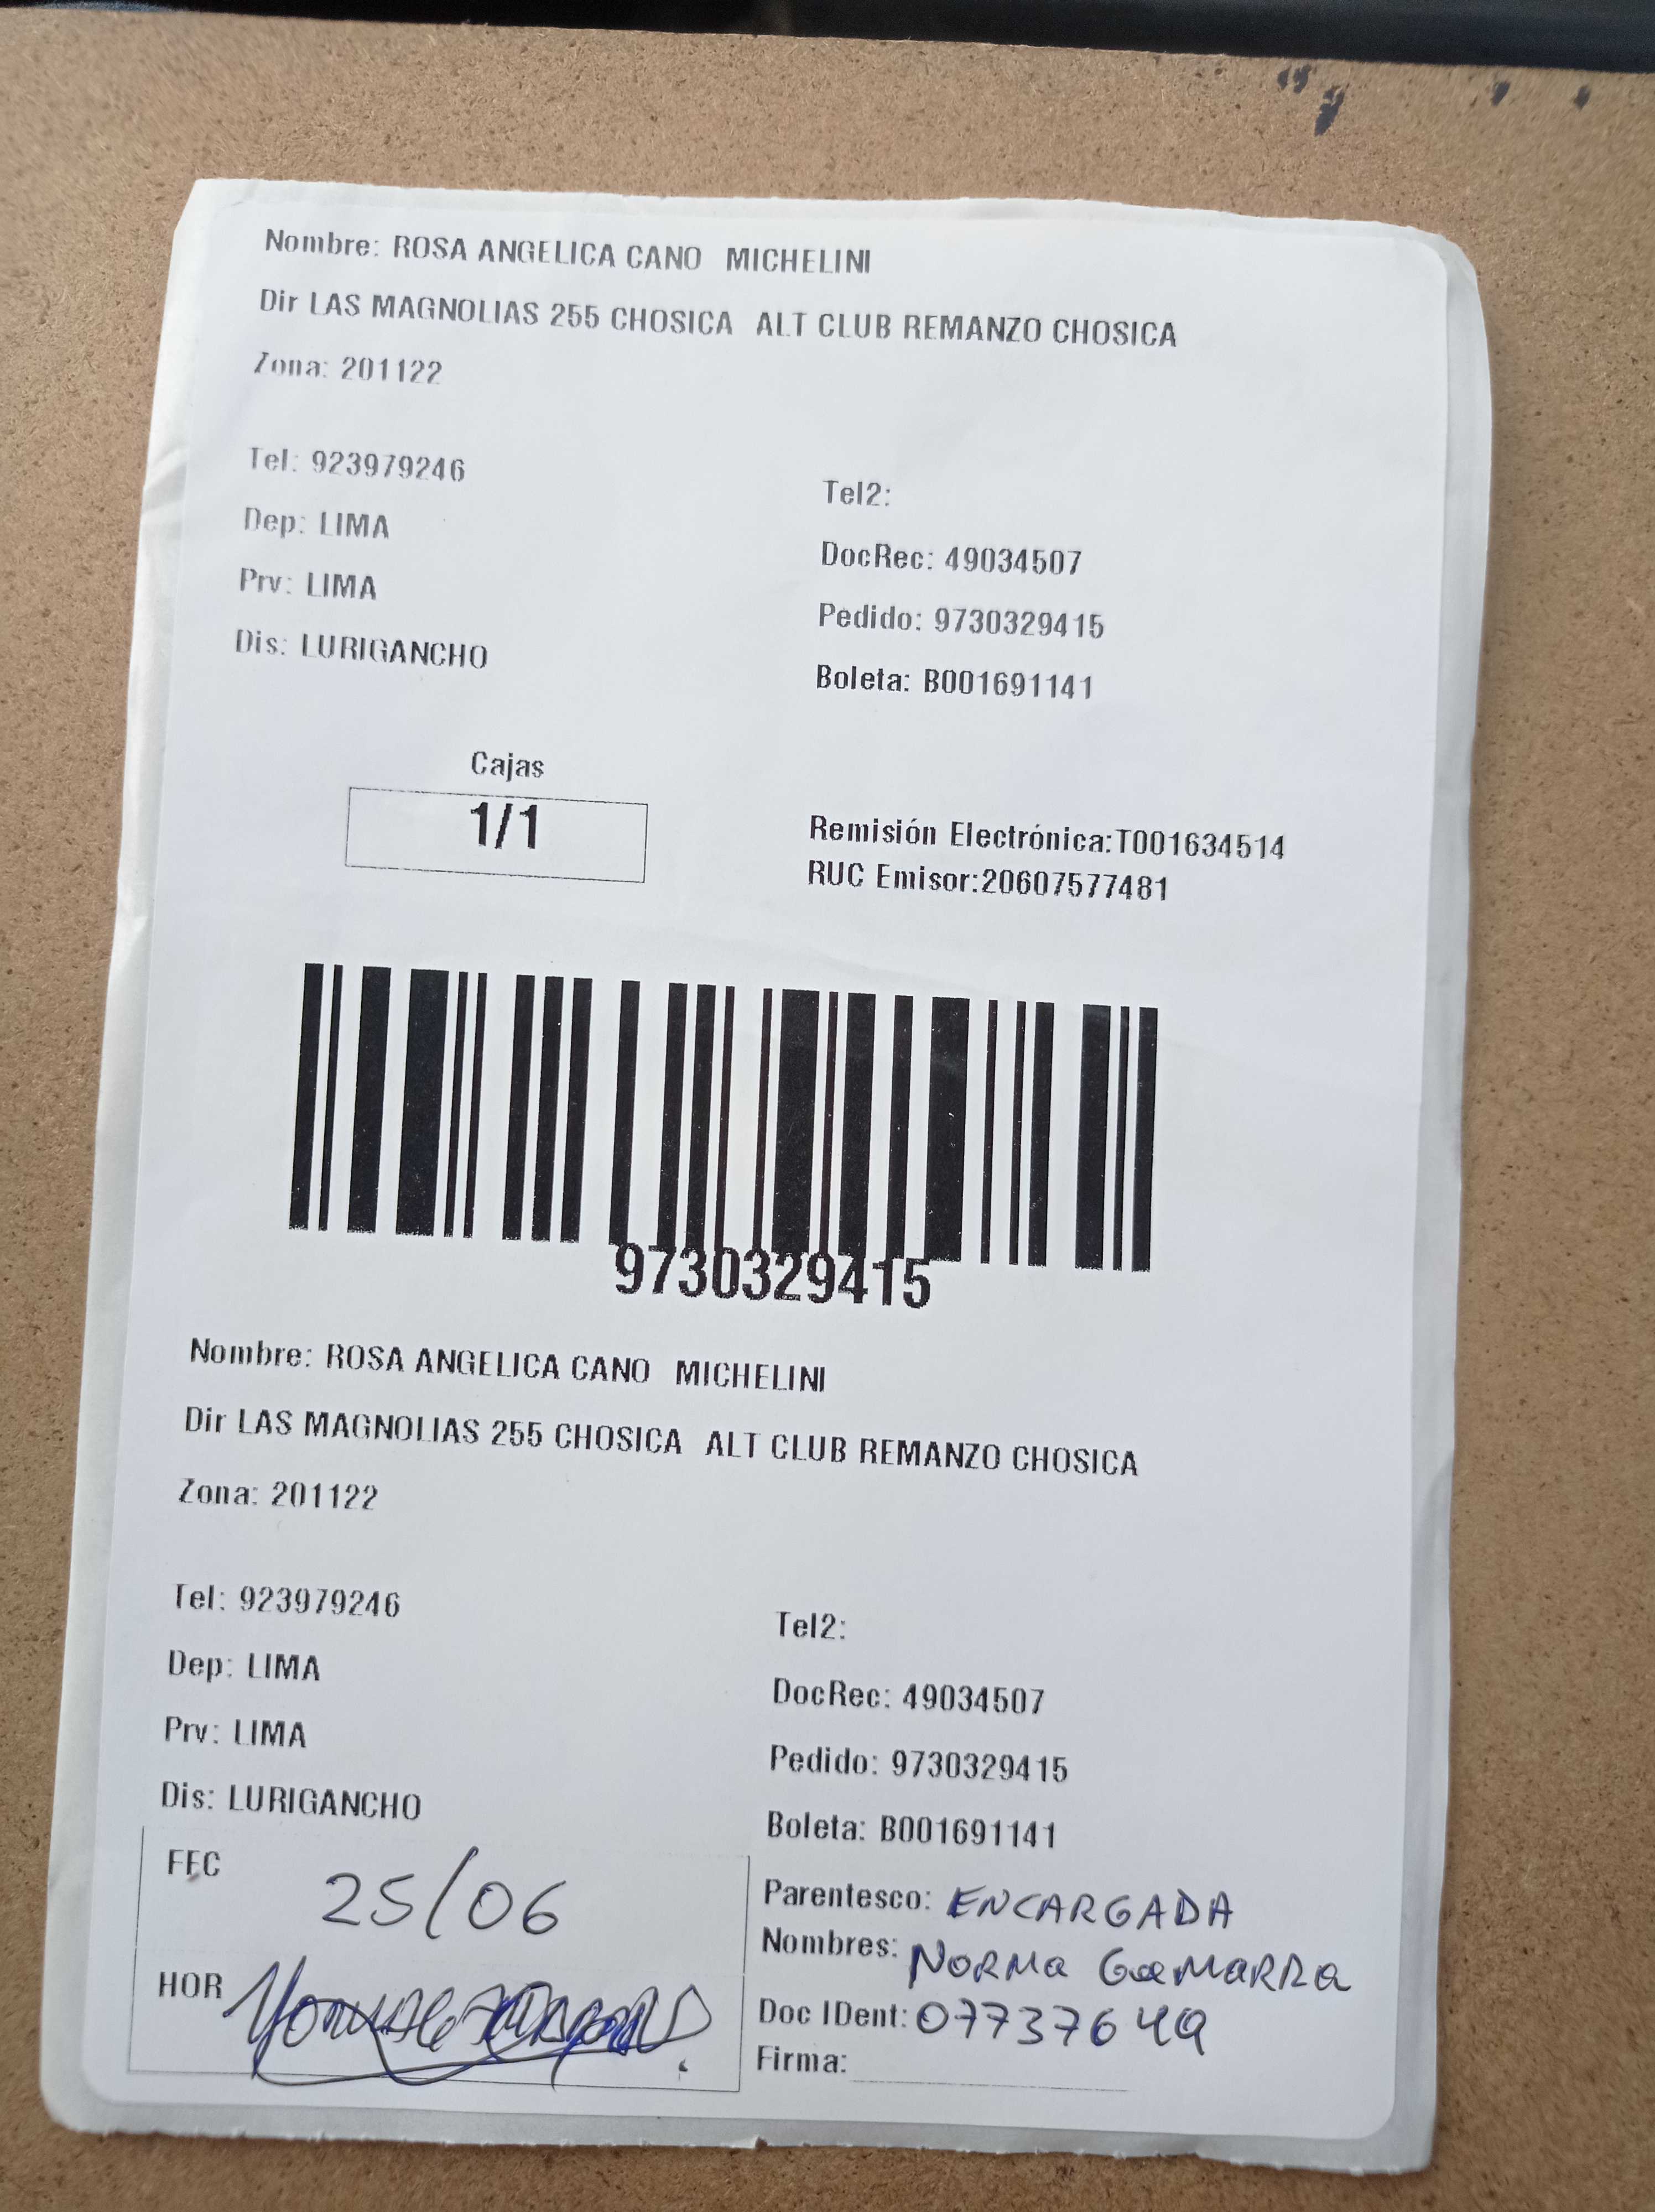 Nombre: ROSA ANGELICA CANO MICHELINI
Dir LAS MAGNOLIAS 255 CHOSICA ALT CLUB REMANZO CHOSICA
Zona: 201122
Tel: 923979246
Tel2:
Dep: LIMA
DocRec: 49034507
Prv: LIMA
Pedido: 9730329415
Dis: LURIGANCHO
Boleta: B001691141
Cajas
1/1
Remisión Electrónica:T001634514
RUC Emisor:20607577481
9730329415
Nombre: ROSA ANGELICA CANO MICHELINI
Dir LAS MAGNOLIAS 255 CHOSICA ALT CLUB REMANZO CHOSICA
Zona: 201122
Tel: 923979246
Tel2:
Dep: LIMA
DocRec: 49034507
Prv: LIMA
Pedido: 9730329415
Dis: LURIGANCHO
Boleta: B001691141
FEC 25/06
HOR
Parentesco: ENCARGADA
Nombres: NORMA GAMARRA
Doc IDent: 07737649
Firma: